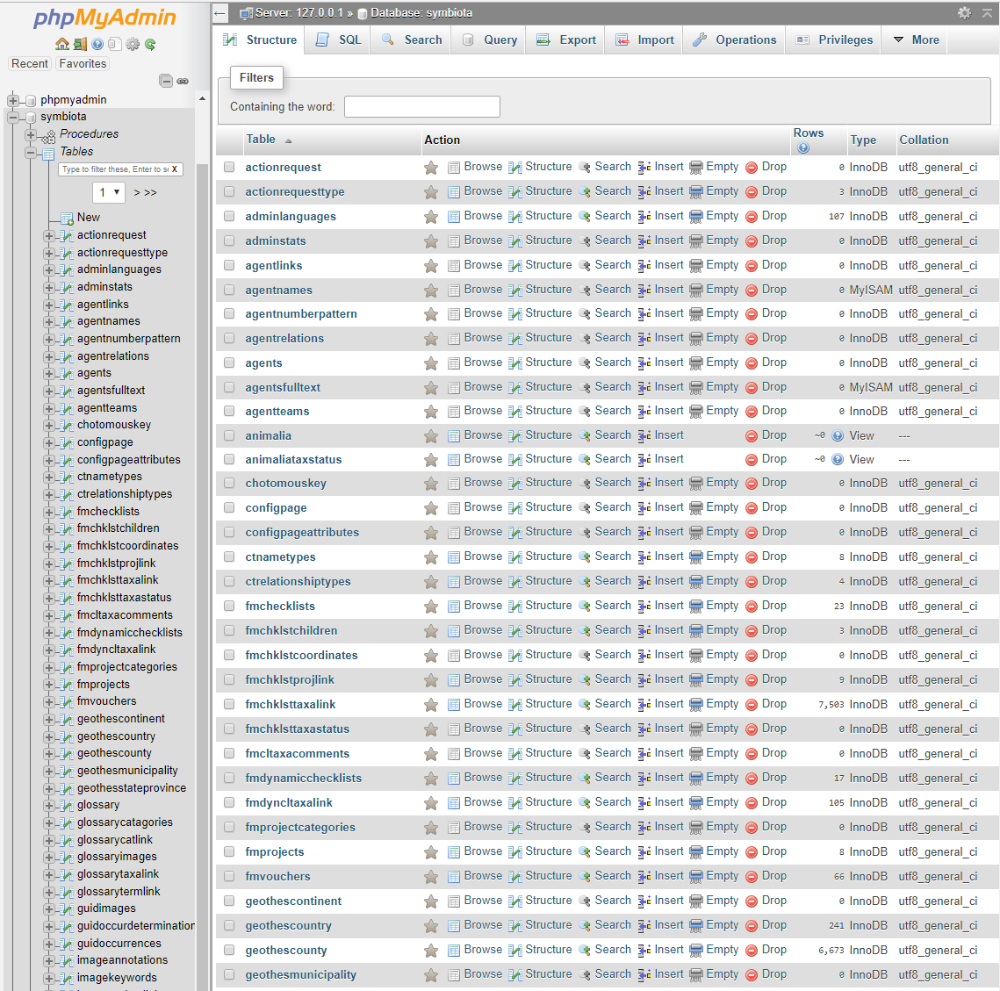 phpMyAdmin
Recent Favorites
phpmyadmin
symbiota
Procedures
Tables
Type to filter these, Enter to se X
1 ▼ > >>
New
actionrequest
actionrequesttype
adminlanguages
adminstats
agentlinks
agentnames
agentnumberpattern
agentrelations
agents
agentsfulltext
agentteams
chotomouskey
configpage
configpageattributes
ctnametypes
ctrelationshiptypes
fmchecklists
fmchklstchildren
fmchklstcoordinates
fmchklstprojlink
fmchklsttaxalink
fmchklsttaxastatus
fmcltaxacomments
fmdynamicchecklists
fmdyncltaxalink
fmprojectcategories
fmprojects
fmvouchers
geothescontinent
geothescountry
geothescounty
geothesmunicipality
geothesstateprovince
glossary
glossarycatagories
glossarycatlink
glossaryimages
glossarytaxalink
glossarytermlink
guidimages
guidoccurdetermination
guidoccurrences
imageannotations
imagekeywords
Server: 127.0.0.1 » Database: symbiota
Structure SQL Search Query Export Import Operations Privileges ▼ More
Filters
Containing the word:
Table Action Rows Type Collation
actionrequest Browse Structure Search Insert Empty Drop 0 InnoDB utf8_general_ci
actionrequesttype Browse Structure Search Insert Empty Drop 3 InnoDB utf8_general_ci
adminlanguages Browse Structure Search Insert Empty Drop 107 InnoDB utf8_general_ci
adminstats Browse Structure Search Insert Empty Drop 0 InnoDB utf8_general_ci
agentlinks Browse Structure Search Insert Empty Drop 0 InnoDB utf8_general_ci
agentnames Browse Structure Search Insert Empty Drop 0 MyISAM utf8_general_ci
agentnumberpattern Browse Structure Search Insert Empty Drop 0 InnoDB utf8_general_ci
agentrelations Browse Structure Search Insert Empty Drop 0 InnoDB utf8_general_ci
agents Browse Structure Search Insert Empty Drop 0 InnoDB utf8_general_ci
agentsfulltext Browse Structure Search Insert Empty Drop 0 MyISAM utf8_general_ci
agentteams Browse Structure Search Insert Empty Drop 0 InnoDB utf8_general_ci
animalia Browse Structure Search Insert Drop ~0 View ---
animaliataxstatus Browse Structure Search Insert Drop ~0 View ---
chotomouskey Browse Structure Search Insert Empty Drop 0 InnoDB utf8_general_ci
configpage Browse Structure Search Insert Empty Drop 0 InnoDB utf8_general_ci
configpageattributes Browse Structure Search Insert Empty Drop 0 InnoDB utf8_general_ci
ctnametypes Browse Structure Search Insert Empty Drop 8 InnoDB utf8_general_ci
ctrelationshiptypes Browse Structure Search Insert Empty Drop 4 InnoDB utf8_general_ci
fmchecklists Browse Structure Search Insert Empty Drop 23 InnoDB utf8_general_ci
fmchklstchildren Browse Structure Search Insert Empty Drop 3 InnoDB utf8_general_ci
fmchklstcoordinates Browse Structure Search Insert Empty Drop 0 InnoDB utf8_general_ci
fmchklstprojlink Browse Structure Search Insert Empty Drop 9 InnoDB utf8_general_ci
fmchklsttaxalink Browse Structure Search Insert Empty Drop 7,503 InnoDB utf8_general_ci
fmchklsttaxastatus Browse Structure Search Insert Empty Drop 0 InnoDB utf8_general_ci
fmcltaxacomments Browse Structure Search Insert Empty Drop 0 InnoDB utf8_general_ci
fmdynamicchecklists Browse Structure Search Insert Empty Drop 17 InnoDB utf8_general_ci
fmdyncltaxalink Browse Structure Search Insert Empty Drop 105 InnoDB utf8_general_ci
fmprojectcategories Browse Structure Search Insert Empty Drop 0 InnoDB utf8_general_ci
fmprojects Browse Structure Search Insert Empty Drop 8 InnoDB utf8_general_ci
fmvouchers Browse Structure Search Insert Empty Drop 66 InnoDB utf8_general_ci
geothescontinent Browse Structure Search Insert Empty Drop 0 InnoDB utf8_general_ci
geothescountry Browse Structure Search Insert Empty Drop 241 InnoDB utf8_general_ci
geothescounty Browse Structure Search Insert Empty Drop 6,673 InnoDB utf8_general_ci
geothesmunicipality Browse Structure Search Insert Empty Drop 0 InnoDB utf8_general_ci